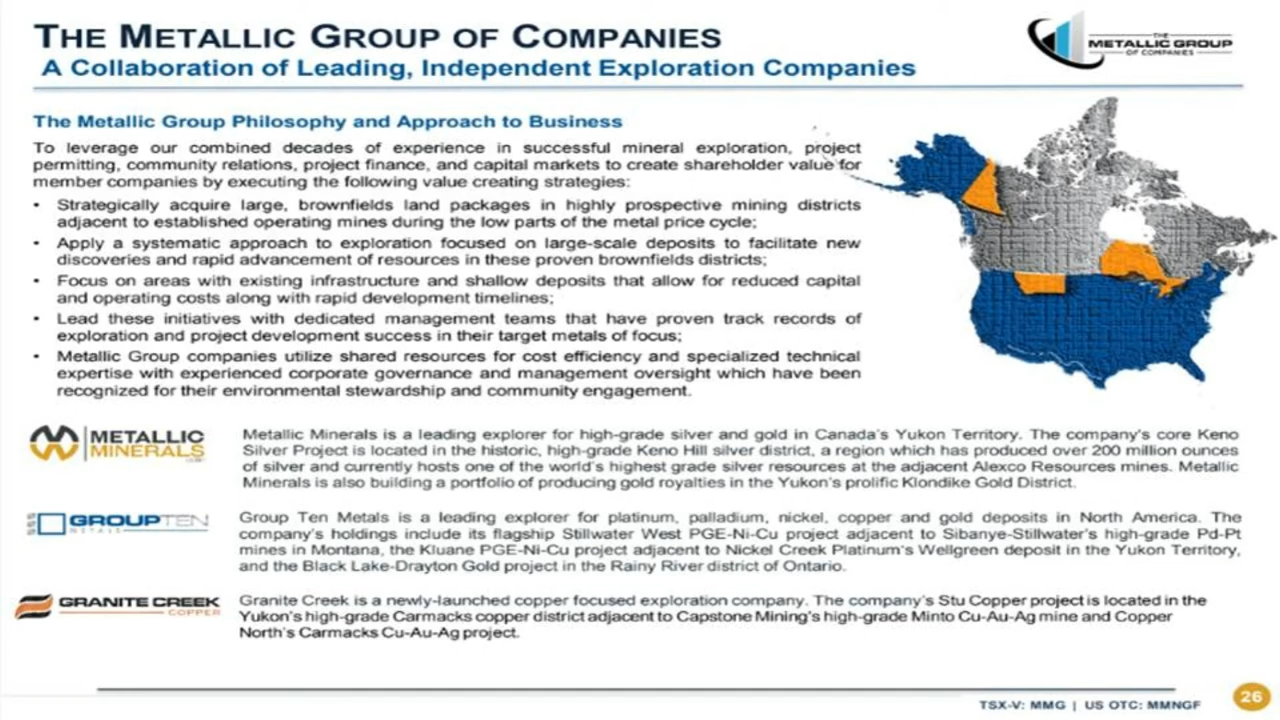 THE METALLIC GROUP OF COMPANIES
A Collaboration of Leading, Independent Exploration Companies
THE
METALLIC GROUP
OF COMPANIES
The Metallic Group Philosophy and Approach to Business
To leverage our combined decades of experience in successful mineral exploration, project
permitting, community relations, project finance, and capital markets to create shareholder value for
member companies by executing the following value creating strategies:
• Strategically acquire large, brownfields land packages in highly prospective mining districts
adjacent to established operating mines during the low parts of the metal price cycle;
• Apply a systematic approach to exploration focused on large-scale deposits to facilitate new
discoveries and rapid advancement of resources in these proven brownfields districts;
• Focus on areas with existing infrastructure and shallow deposits that allow for reduced capital
and operating costs along with rapid development timelines;
• Lead these initiatives with dedicated management teams that have proven track records of
exploration and project development success in their target metals of focus;
• Metallic Group companies utilize shared resources for cost efficiency and specialized technical
expertise with experienced corporate governance and management oversight which have been
recognized for their environmental stewardship and community engagement.
METALLIC
MINERALS
Metallic Minerals is a leading explorer for high-grade silver and gold in Canada's Yukon Territory. The company's core Keno
Silver Project is located in the historic, high-grade Keno Hill silver district, a region which has produced over 200 million ounces
of silver and currently hosts one of the world's highest grade silver resources at the adjacent Alexco Resources mines. Metallic
Minerals is also building a portfolio of producing gold royalties in the Yukon's prolific Klondike Gold District.
GROUP TEN
METALS
Group Ten Metals is a leading explorer for platinum, palladium, nickel, copper and gold deposits in North America. The
company's holdings include its flagship Stillwater West PGE-Ni-Cu project adjacent to Sibanye-Stillwater's high-grade Pd-Pt
mines in Montana, the Kluane PGE-Ni-Cu project adjacent to Nickel Creek Platinum's Wellgreen deposit in the Yukon Territory,
and the Black Lake-Drayton Gold project in the Rainy River district of Ontario.
GRANITE CREEK
COPPER
Granite Creek is a newly-launched copper focused exploration company. The company's Stu Copper project is located in the
Yukon's high-grade Carmacks copper district adjacent to Capstone Mining's high-grade Minto Cu-Au-Ag mine and Copper
North's Carmacks Cu-Au-Ag project.
TSX-V: MMG | US OTC: MMNGF
26